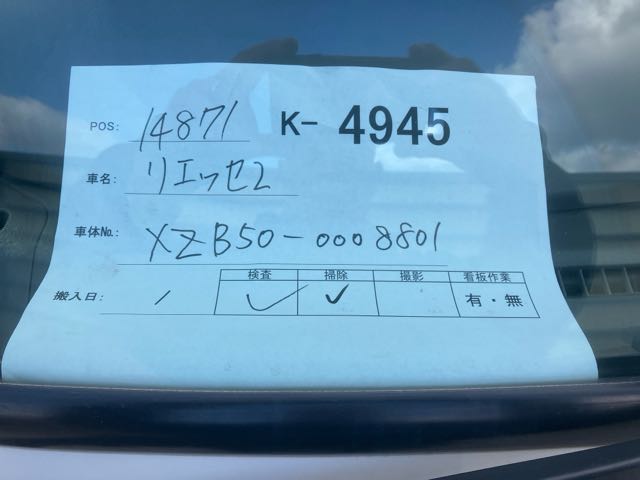 POS: 14871 K- 4945
車名: リエッセ2
車体No.: XZB50-0008801
検査 掃除 撮影 看板作業
搬入日: / ✓ ✓ 有・無